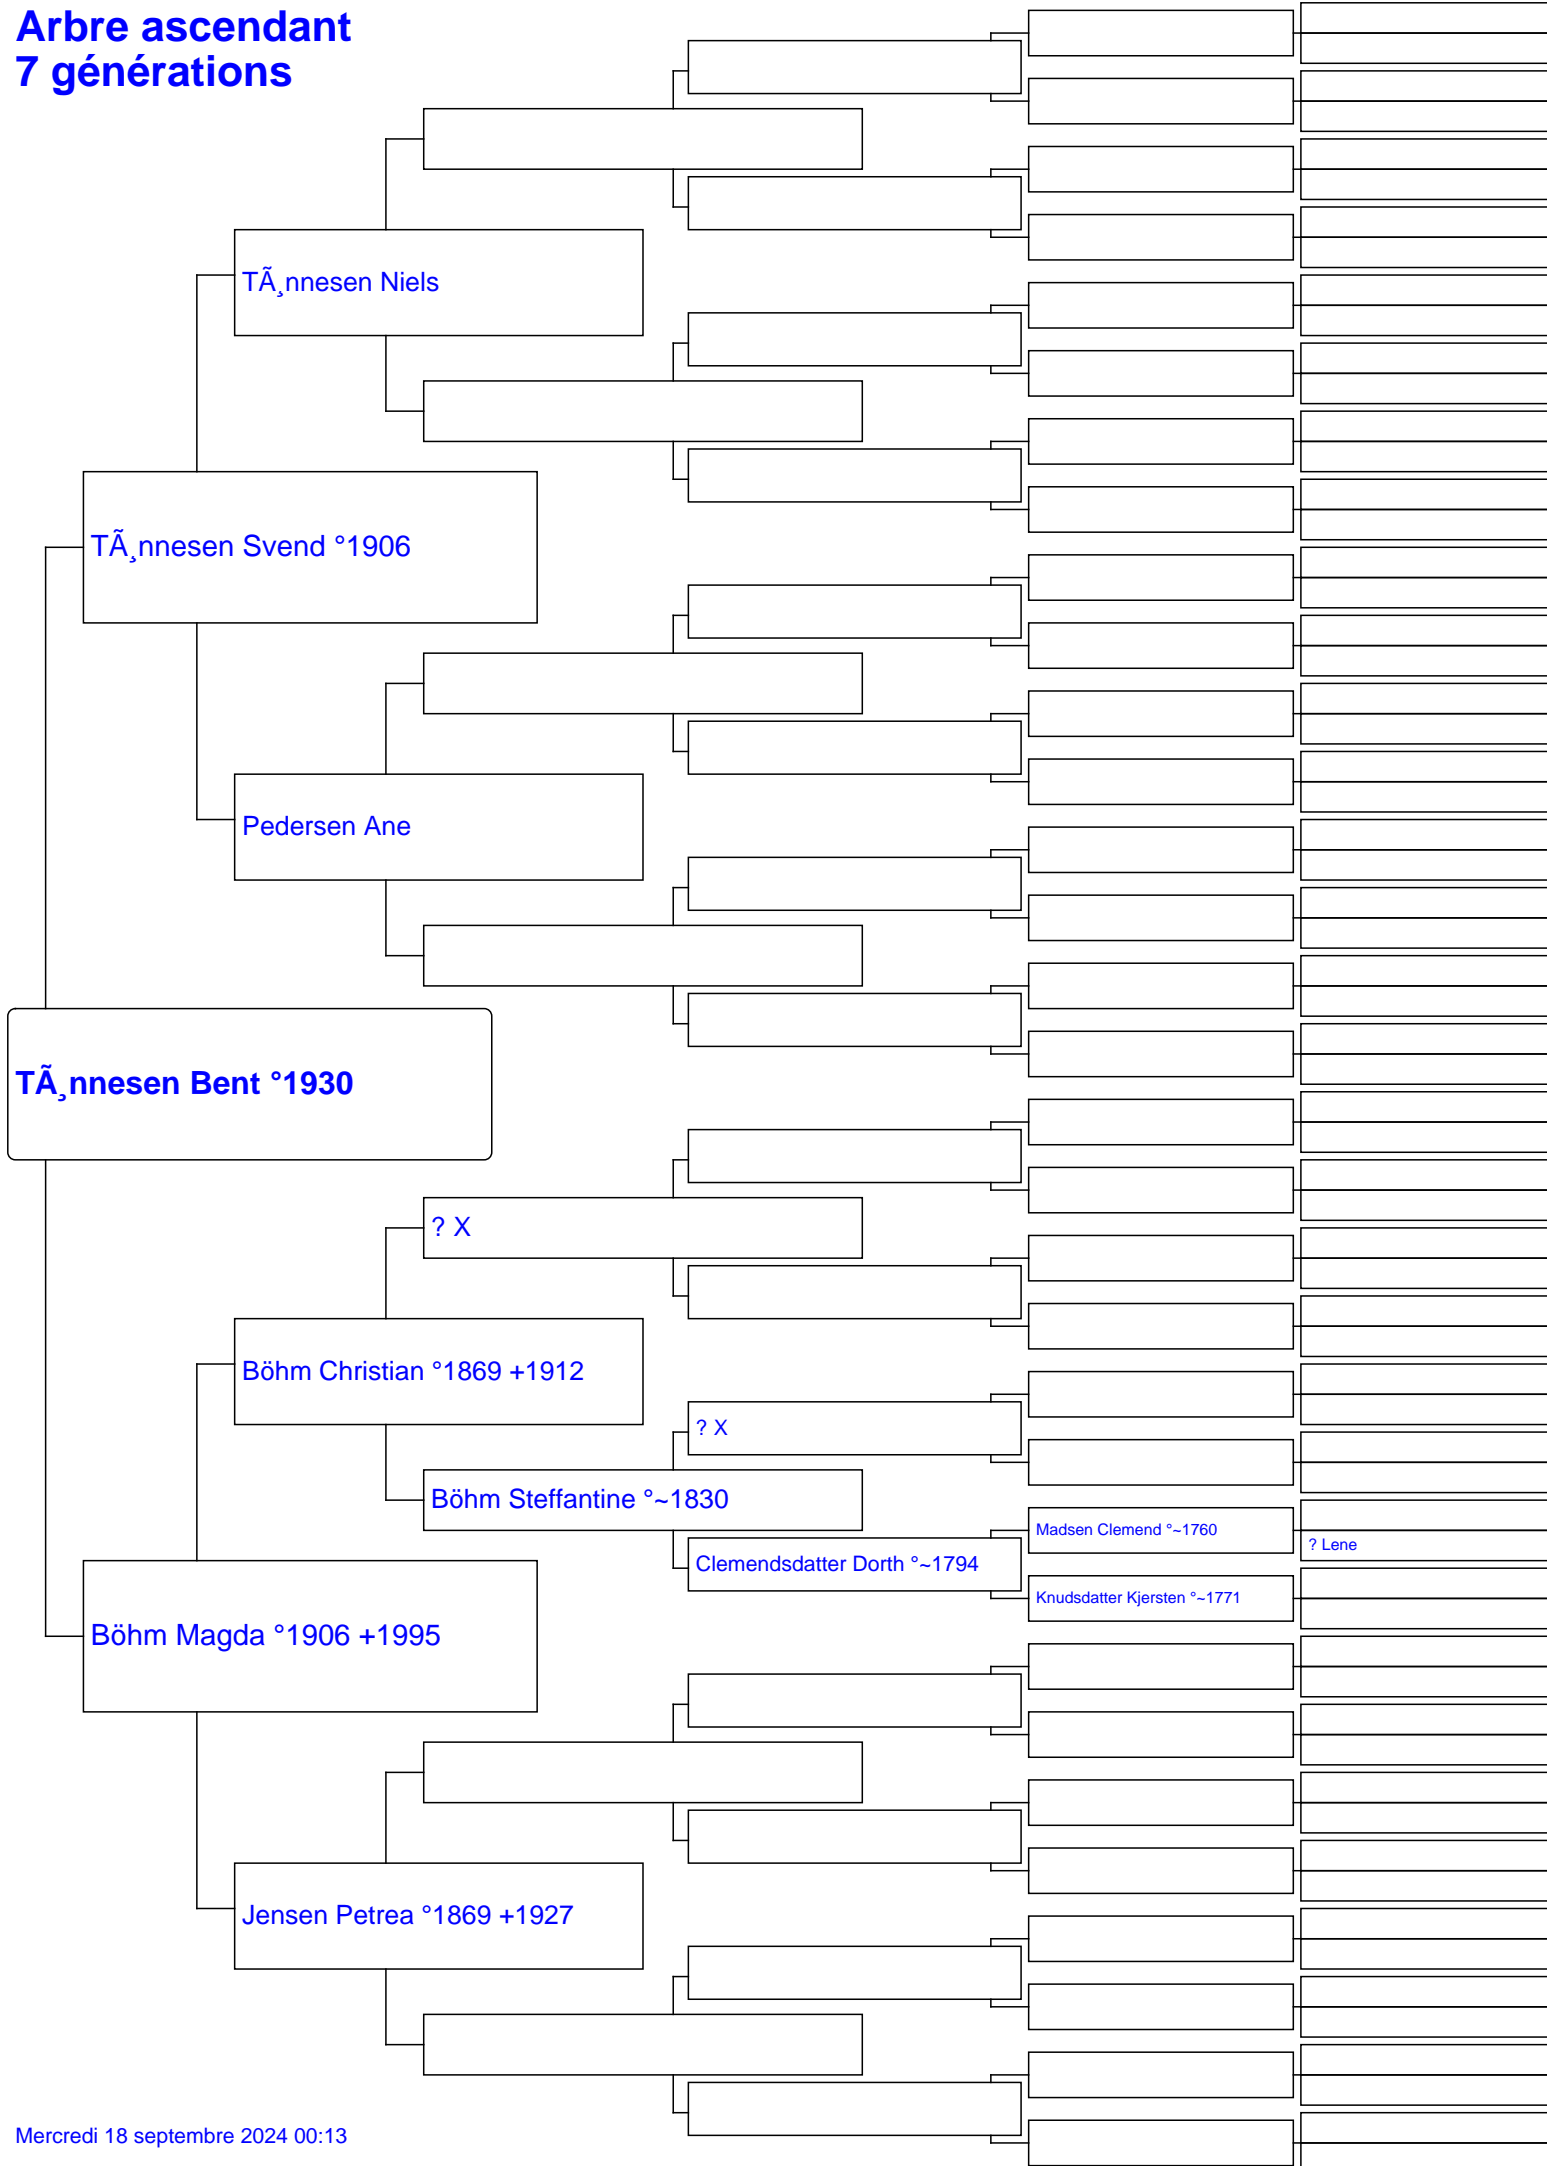 Arbre ascendant
7 générations
TÃ¸nnesen Niels
TÃ¸nnesen Svend °1906
Pedersen Ane
TÃ¸nnesen Bent °1930
? X
Böhm Christian °1869 +1912
? X
Böhm Steffantine °~1830
Madsen Clemend °~1760
? Lene
Clemendsdatter Dorth °~1794
Knudsdatter Kjersten °~1771
Böhm Magda °1906 +1995
Jensen Petrea °1869 +1927
Mercredi 18 septembre 2024 00:13